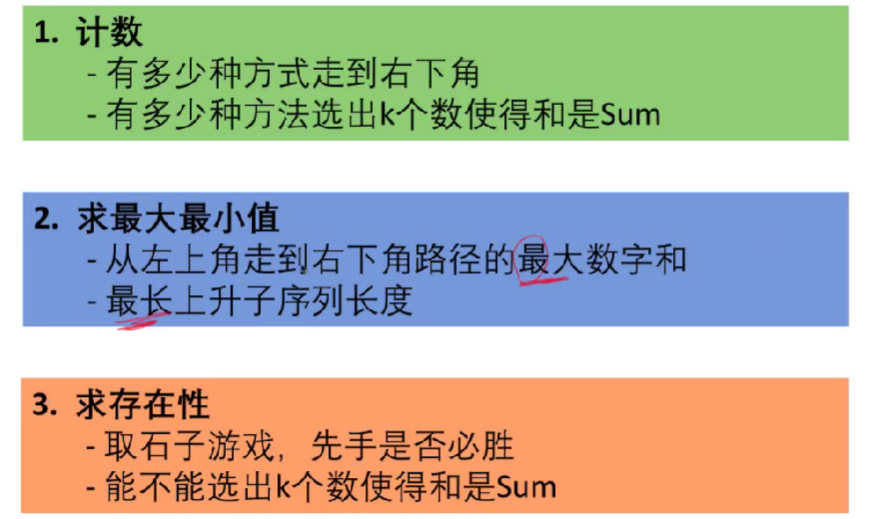 1. 计数
- 有多少种方式走到右下角
- 有多少种方法选出k个数使得和是Sum
2. 求最大最小值
- 从左上角走到右下角路径的最大数字和
- 最长上升子序列长度
3. 求存在性
- 取石子游戏，先手是否必胜
- 能不能选出k个数使得和是Sum